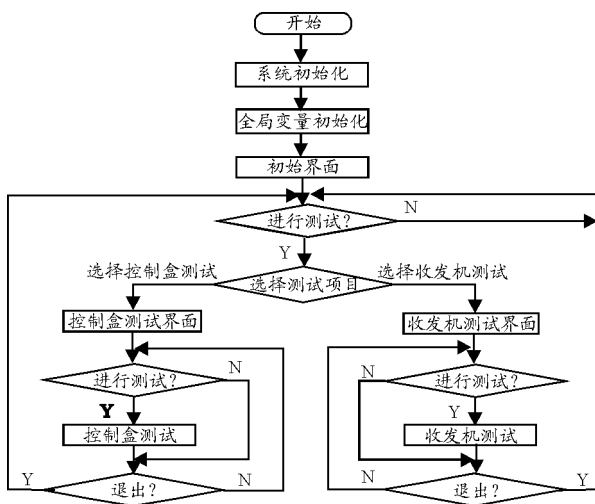 开始
系统初始化
全局变量初始化
初始界面
进行测试?
N
Y
选择控制盒测试
选择测试项目
选择收发机测试
控制盒测试界面
收发机测试界面
进行测试?
N
N
进行测试?
Y
Y
控制盒测试
收发机测试
Y
退出?
N
N
退出?
Y